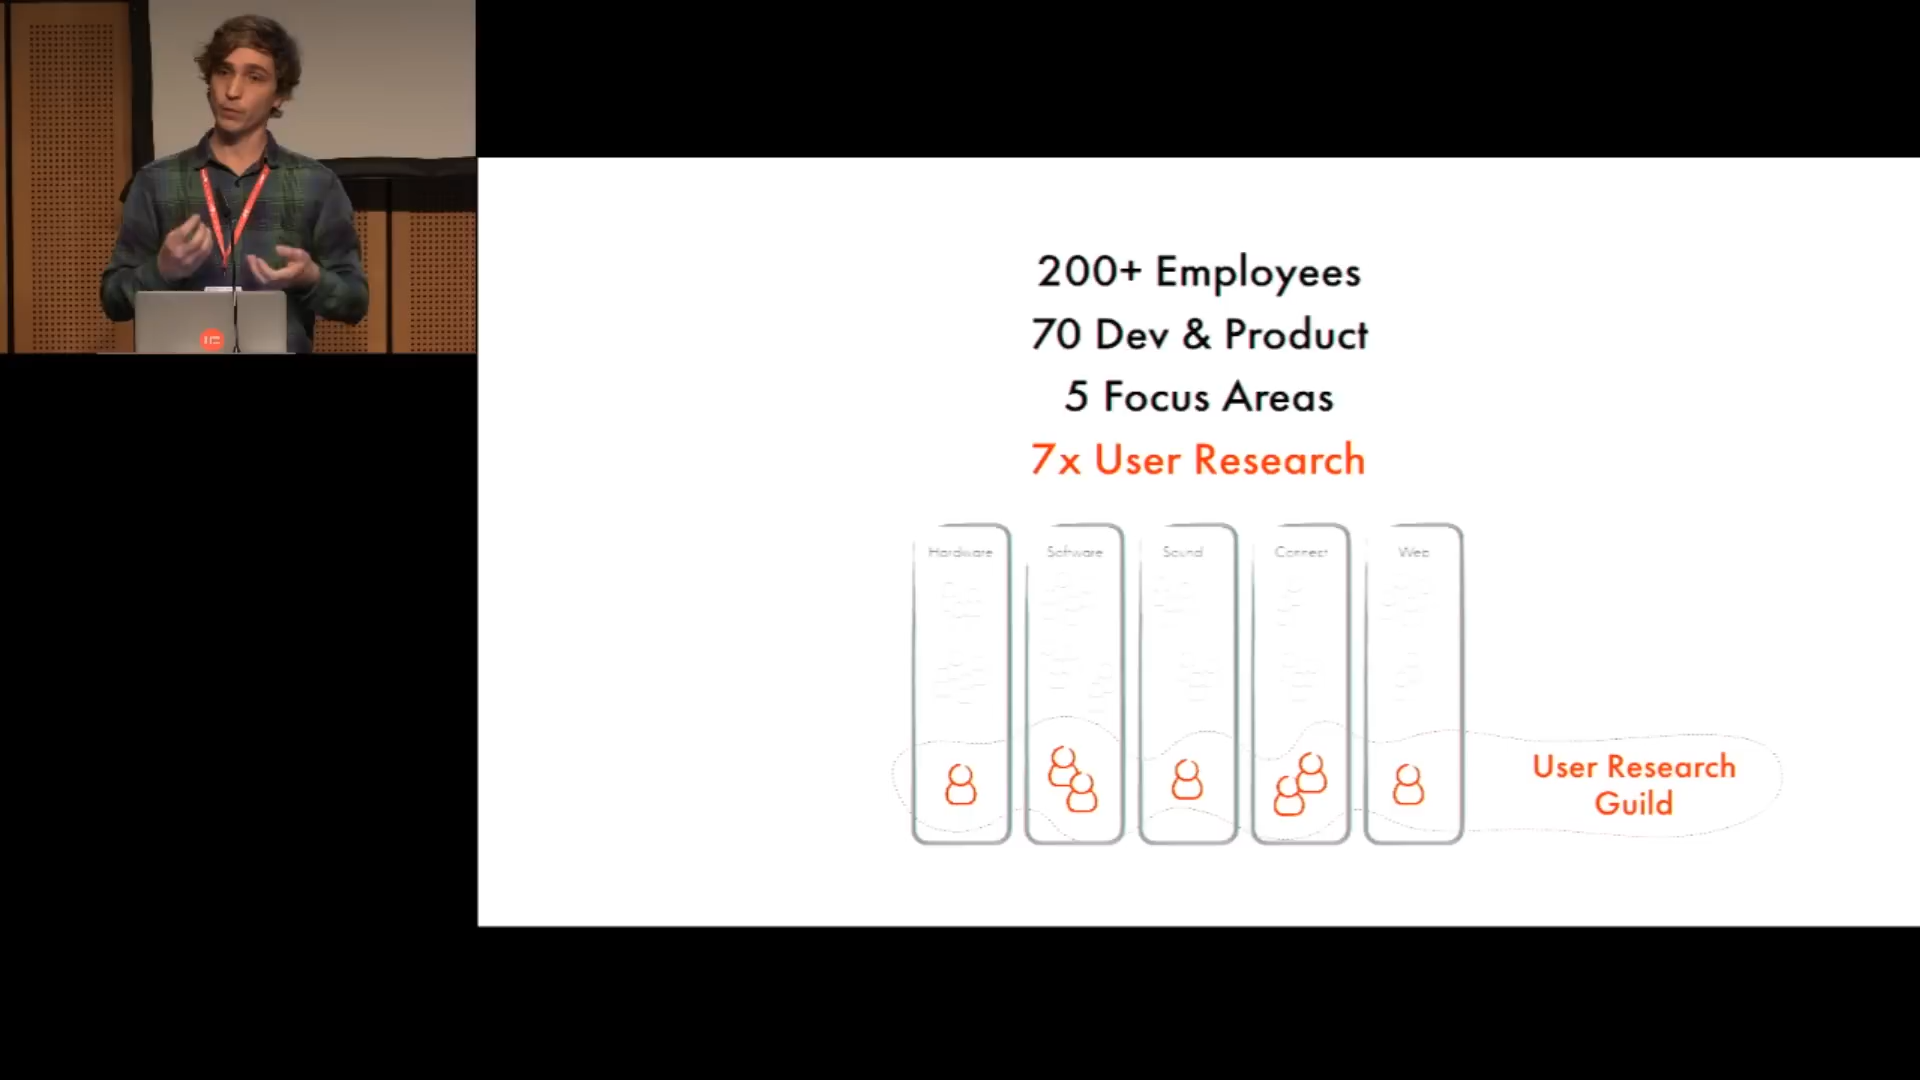 200+ Employees
70 Dev & Product
5 Focus Areas
7x User Research
Hardware
Software
Sound
Connect
Web
User Research
Guild